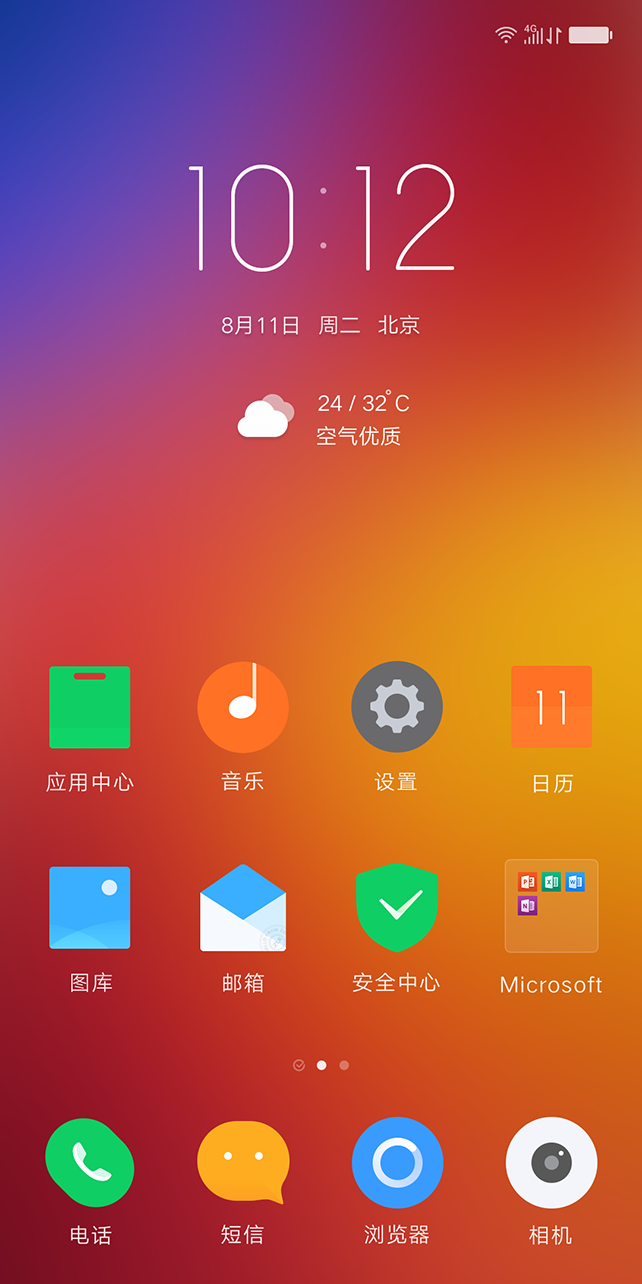 4G
10:12
8月11日 周二 北京
24 / 32°C
空气优质
11
应用中心 音乐 设置 日历
P X W
N
图库 邮箱 安全中心 Microsoft
电话 短信 浏览器 相机